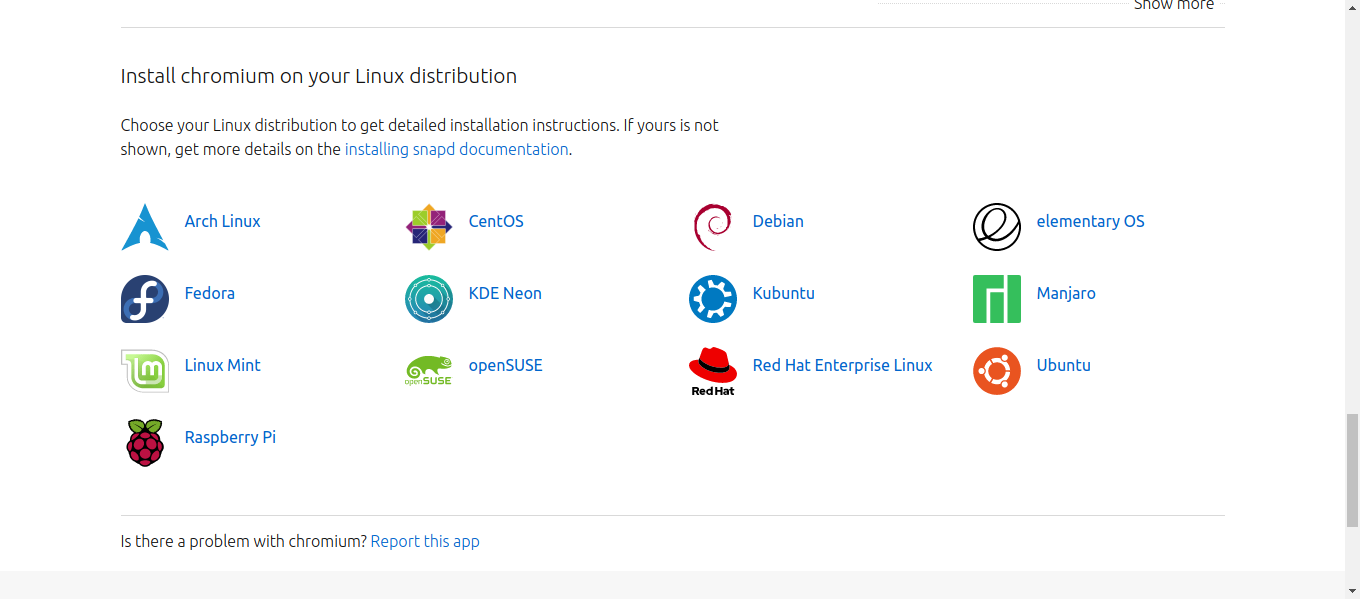 Show more
Install chromium on your Linux distribution
Choose your Linux distribution to get detailed installation instructions. If yours is not
shown, get more details on the installing snapd documentation.
Arch Linux
CentOS
Debian
elementary OS
Fedora
KDE Neon
Kubuntu
Manjaro
Linux Mint
openSUSE
openSUSE
Red Hat
Red Hat Enterprise Linux
Ubuntu
Raspberry Pi
Is there a problem with chromium? Report this app